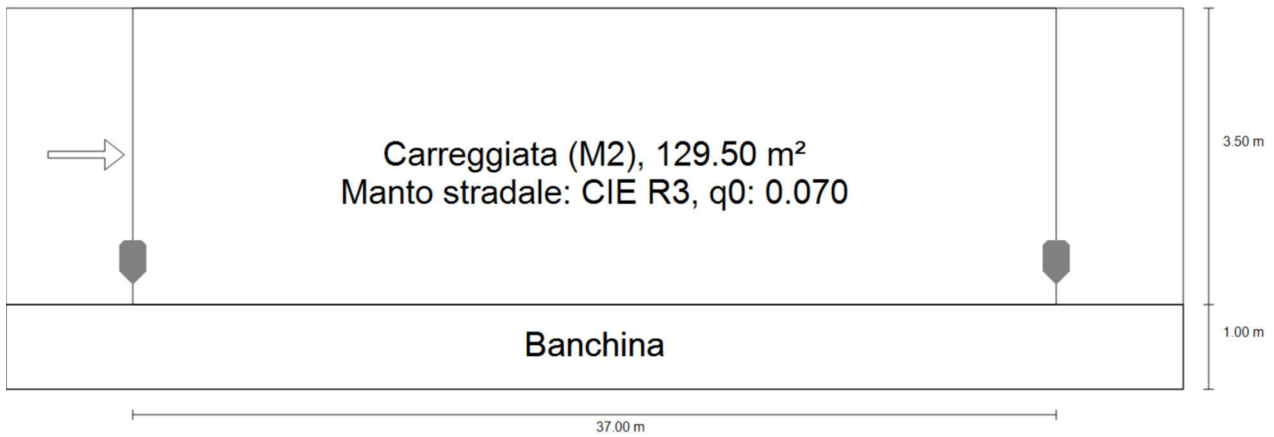 Carreggiata (M2), 129.50 m²
Manto stradale: CIE R3, q0: 0.070
3.50 m
Banchina
1.00 m
37.00 m